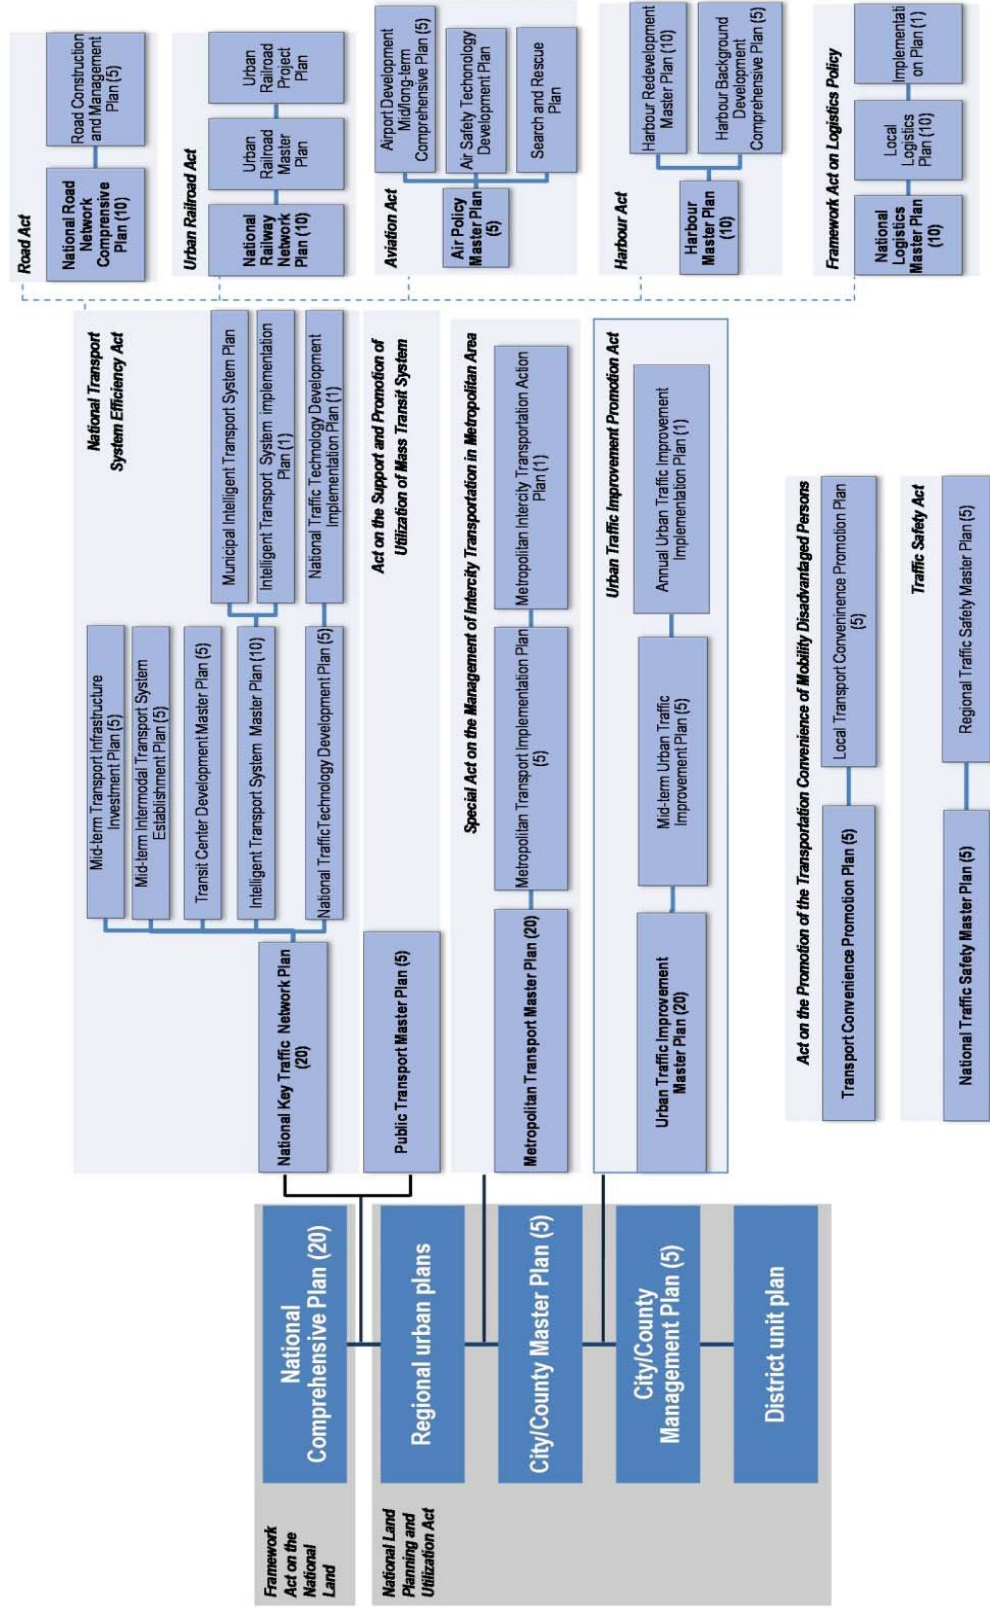 Framework
Act on the
National
Land
National
Comprehensive Plan (20)
National Land
Planning and
Utilization Act
Regional urban plans
City/County Master Plan (5)
City/County
Management Plan (5)
District unit plan
National Transport
System Efficiency Act
National Key Traffic Network Plan
(20)
Mid-term Transport Infrastructure
Investment Plan (5)
Mid-term Intermodal Transport System
Establishment Plan (5)
Transit Center Development Master Plan (5)
Intelligent Transport System Master Plan (10)
National Traffic Technology Development Plan (5)
Municipal Intelligent Transport System Plan
Intelligent Transport System implementation
Plan (1)
National Traffic Technology Development
Implementation Plan (1)
Act on the Support and Promotion of
Utilization of Mass Transit System
Public Transport Master Plan (5)
Special Act on the Management of Intercity Transportation in Metropolitan Area
Metropolitan Transport Master Plan (20)
Metropolitan Transport Implementation Plan
(5)
Metropolitan Intercity Transportation Action
Plan (1)
Urban Traffic Improvement Promotion Act
Urban Traffic Improvement
Master Plan (20)
Mid-term Urban Traffic
Improvement Plan (5)
Annual Urban Traffic Improvement
Implementation Plan (1)
Act on the Promotion of the Transportation Convenience of Mobility Disadvantaged Persons
Transport Convenience Promotion Plan (5)
Local Transport Conveninence Promotion Plan
(5)
Traffic Safety Act
National Traffic Safety Master Plan (5)
Regional Traffic Safety Master Plan (5)
Road Act
National Road
Network
Comprensive
Plan (10)
Road Construction
and Management
Plan (5)
Urban Railroad Act
National
Railway
Network
Plan (10)
Urban
Railroad
Master
Plan
Urban
Railroad
Project
Plan
Aviation Act
Air Policy
Master Plan
(5)
Airport Development
Mid/long-term
Comprehensive Plan (5)
Air Safety Techonology
Development Plan
Search and Rescue
Plan
Harbour Act
Harbour
Master Plan
(10)
Harbour Redevelopment
Master Plan (10)
Harbour Background
Development
Comprehensive Plan (5)
Framework Act on Logistics Policy
National
Logistics
Master Plan
(10)
Local
Logistics
Plan (10)
Implementati
on Plan (1)